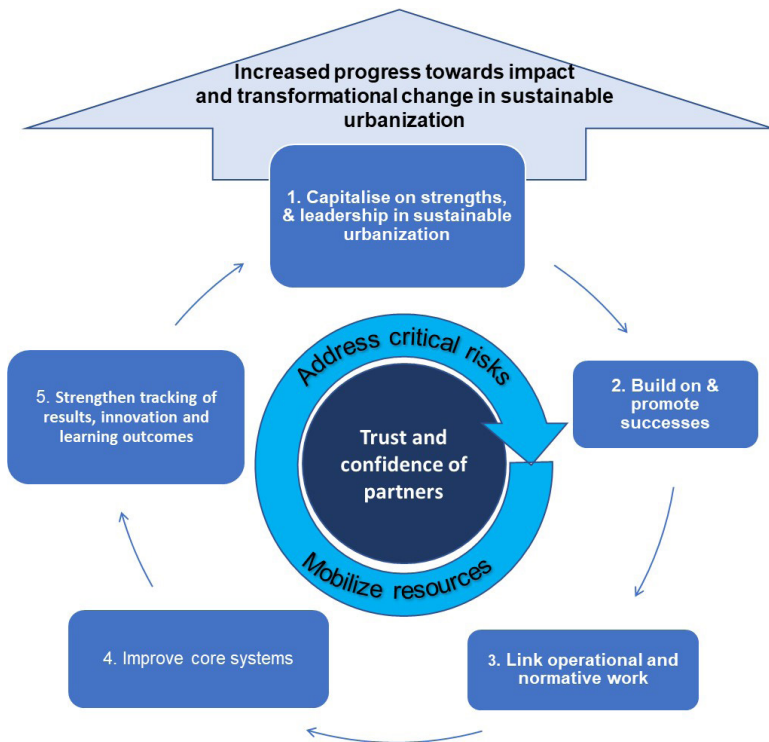 Increased progress towards impact
and transformational change in sustainable
urbanization
1. Capitalise on strengths,
& leadership in sustainable
urbanization
2. Build on &
promote
successes
3. Link operational and
normative work
4. Improve core systems
5. Strengthen tracking of
results, innovation and
learning outcomes
Address critical risks
Trust and
confidence of
partners
Mobilize resources